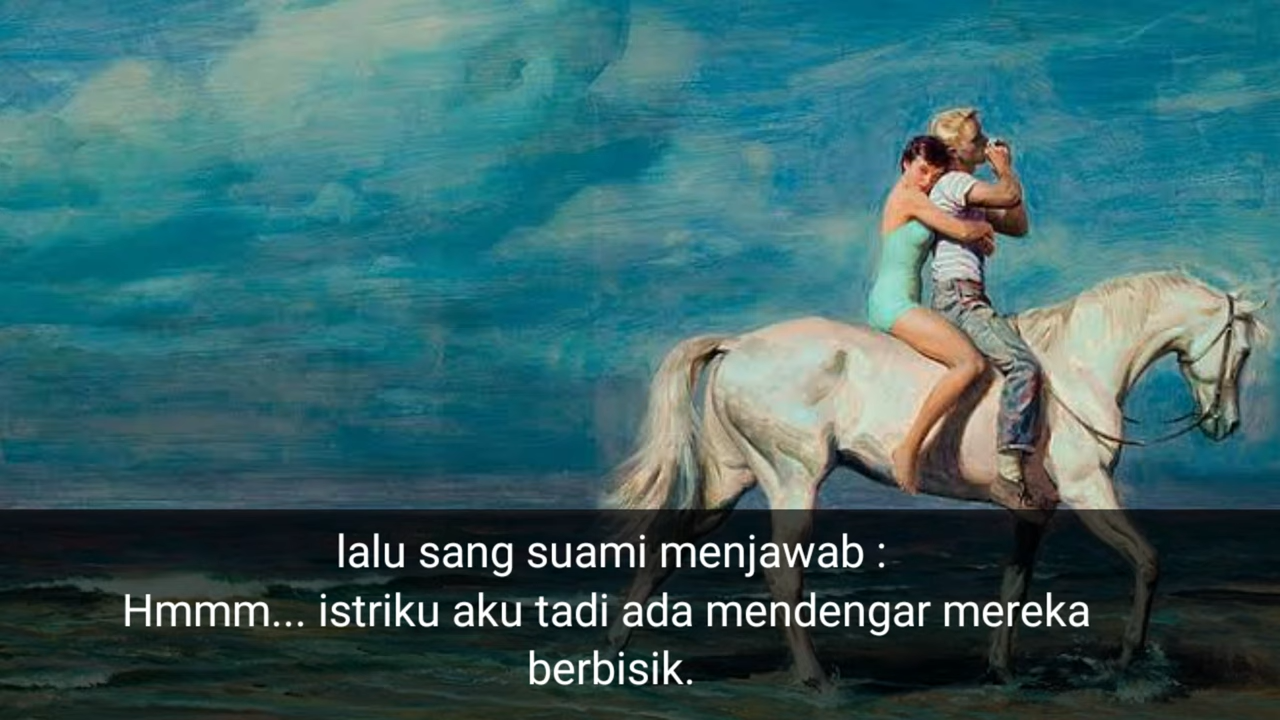 lalu sang suami menjawab :
Hmmm... istriku aku tadi ada mendengar mereka
berbisik.